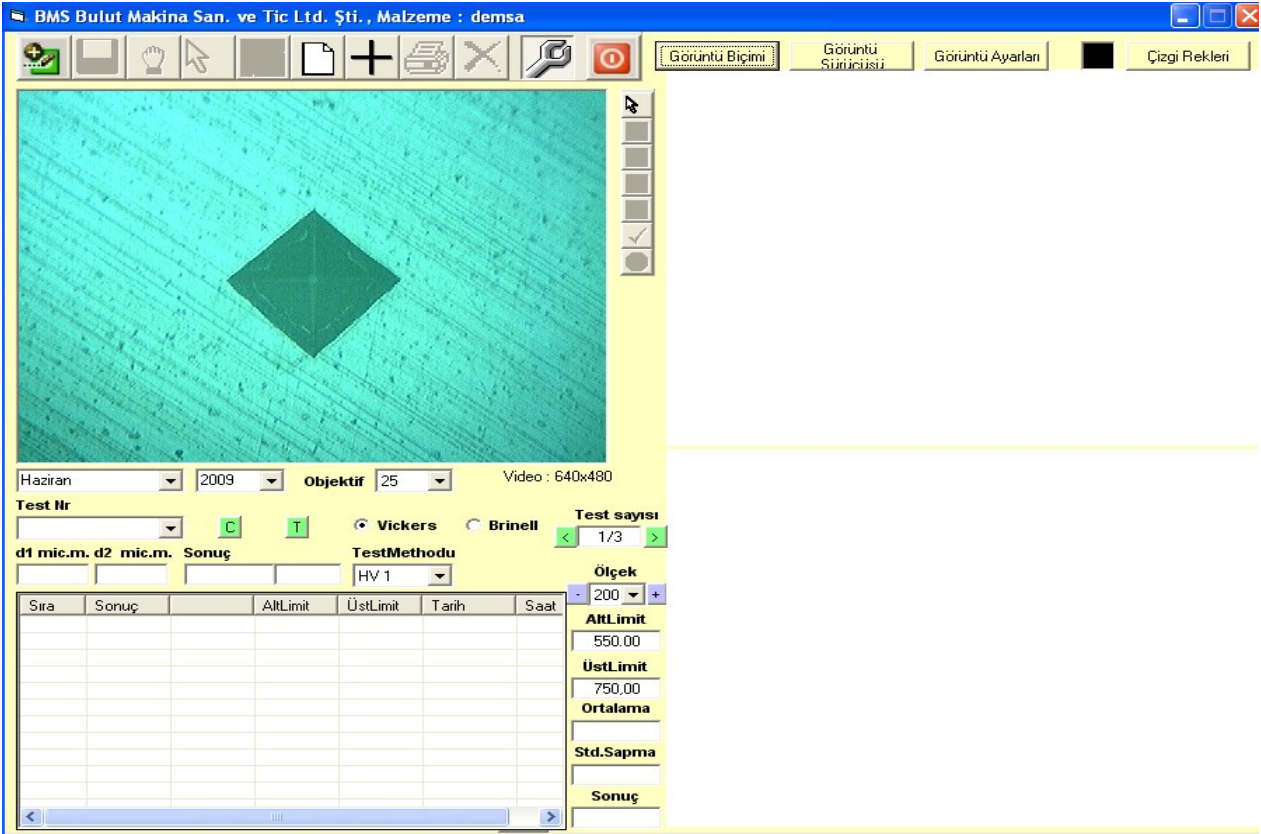 BMS Bulut Makina San. ve Tic Ltd. Şti., Malzeme : demsa
Görüntü Biçimi
Görüntü
Sürücüsü
Görüntü Ayarları
Çizgi Rekleri
Haziran
2009
Objektif
25
Video : 640x480
Test Nr
C
T
Vickers
Brinell
Test sayısı
<
1/3
>
d1 mic.m.
d2 mic.m.
Sonuç
TestMethodu
HV 1
Ölçek
-
200
+
Sıra
Sonuç
AltLimit
ÜstLimit
Tarih
Saat
AltLimit
550.00
ÜstLimit
750,00
Ortalama
Std.Sapma
Sonuç